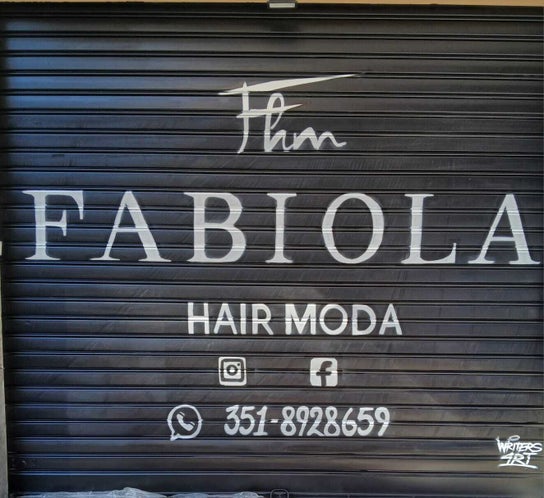 Fhm
FABIOLA
HAIR MODA
351-8928659
WRITERS
ART